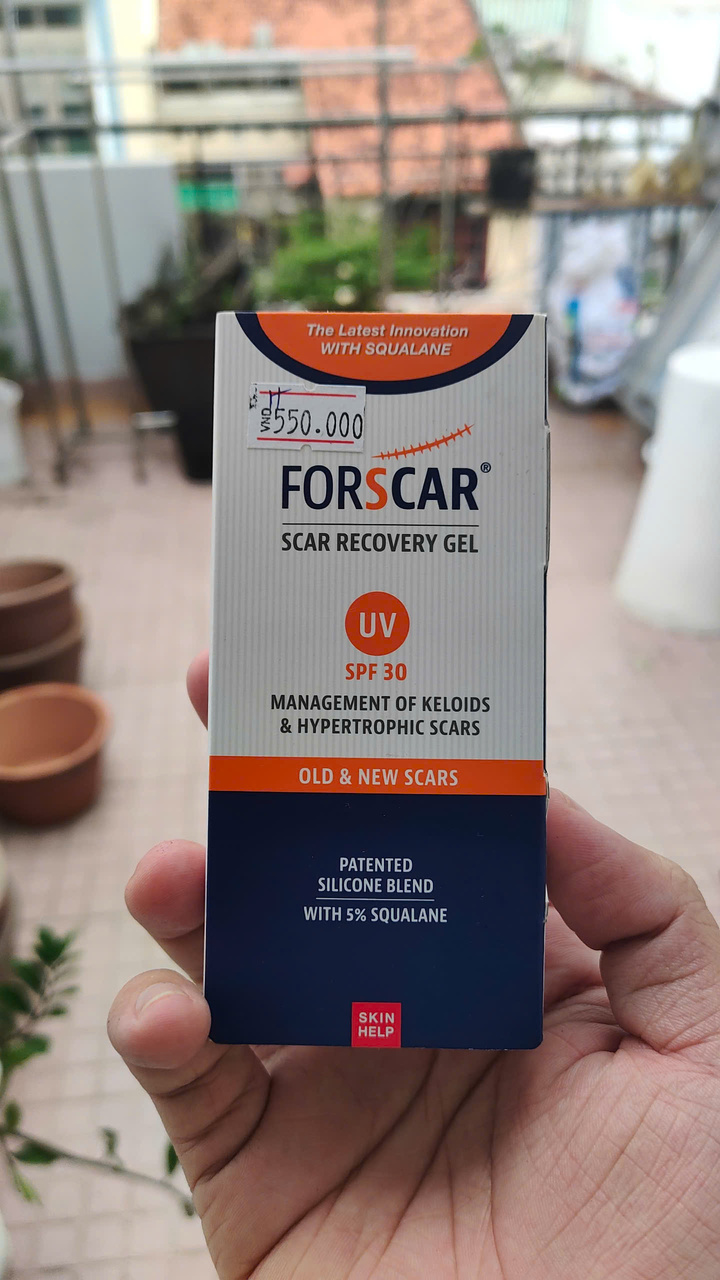 The Latest Innovation
WITH SQUALANE
VND
550.000
FORSCAR®
SCAR RECOVERY GEL
UV
SPF 30
MANAGEMENT OF KELOIDS
& HYPERTROPHIC SCARS
OLD & NEW SCARS
PATENTED
SILICONE BLEND
WITH 5% SQUALANE
SKIN
HELP